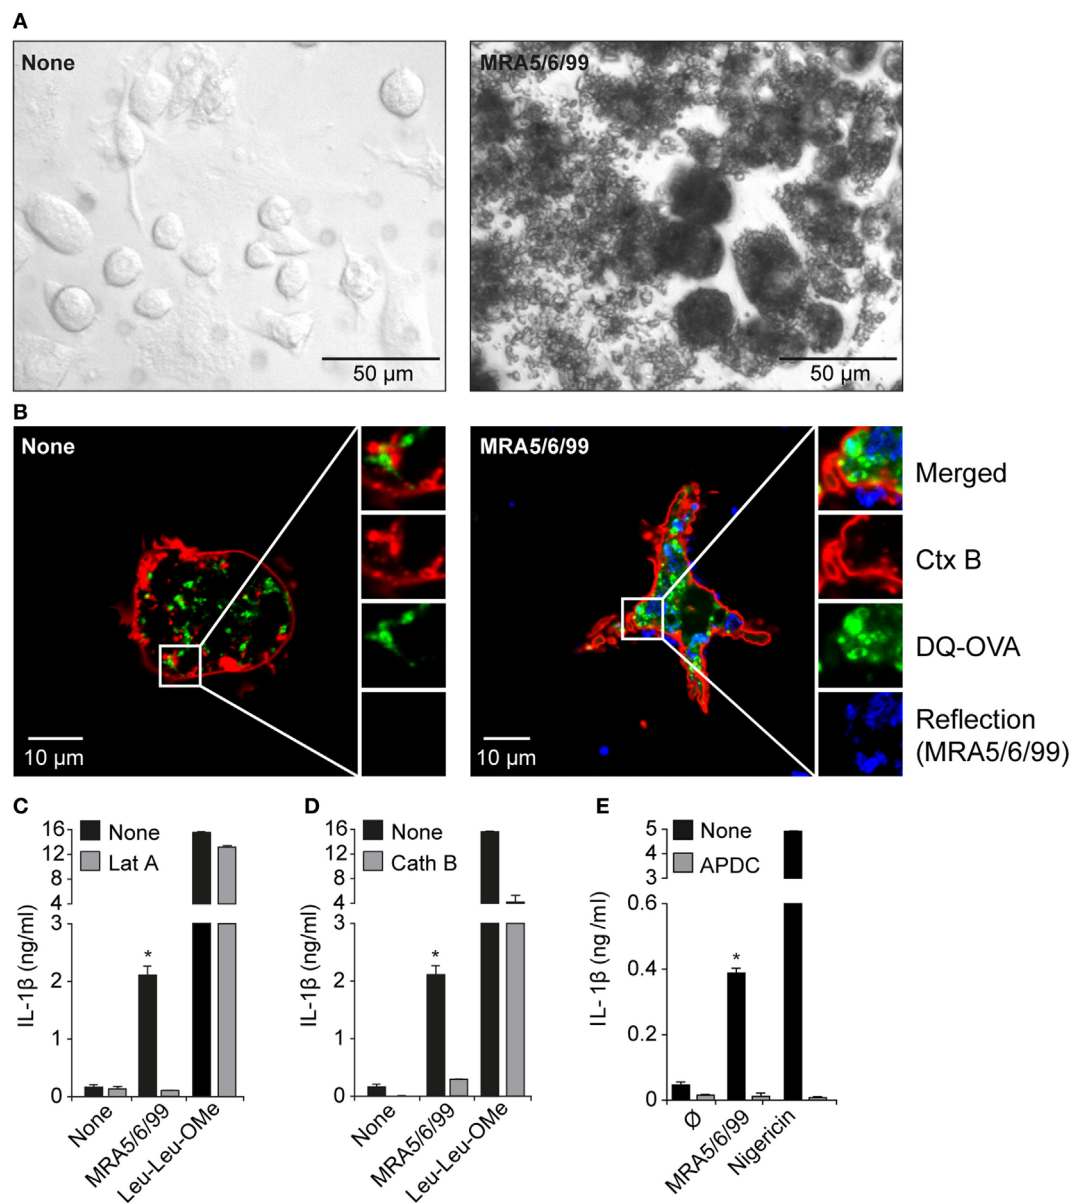 A
None
MRA5/6/99
50 µm
50 µm
B
None
MRA5/6/99
Merged
Ctx B
DQ-OVA
Reflection
(MRA5/6/99)
10 µm
10 µm
C
IL-1β (ng/ml)
16
12
8
4
3
2
1
0
None
Lat A
None
MRA5/6/99
Leu-Leu-OMe
*
D
IL-1β (ng/ml)
16
12
8
4
3
2
1
0
None
Cath B
None
MRA5/6/99
Leu-Leu-OMe
*
E
IL- 1β (ng /ml)
5
4
3
0.6
0.4
0.2
0
None
APDC
Ø
MRA5/6/99
Nigericin
*